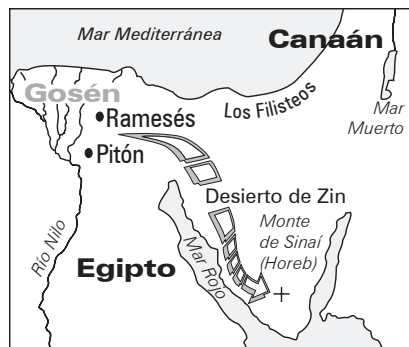 Mar Mediterránea
Canaán
Gosén
Ramesés
Pitón
Los Filisteos
Mar
Muerto
Desierto de Zin
Monte
de Sinaí
(Horeb)
Río Nilo
Egipto
Mar Rojo